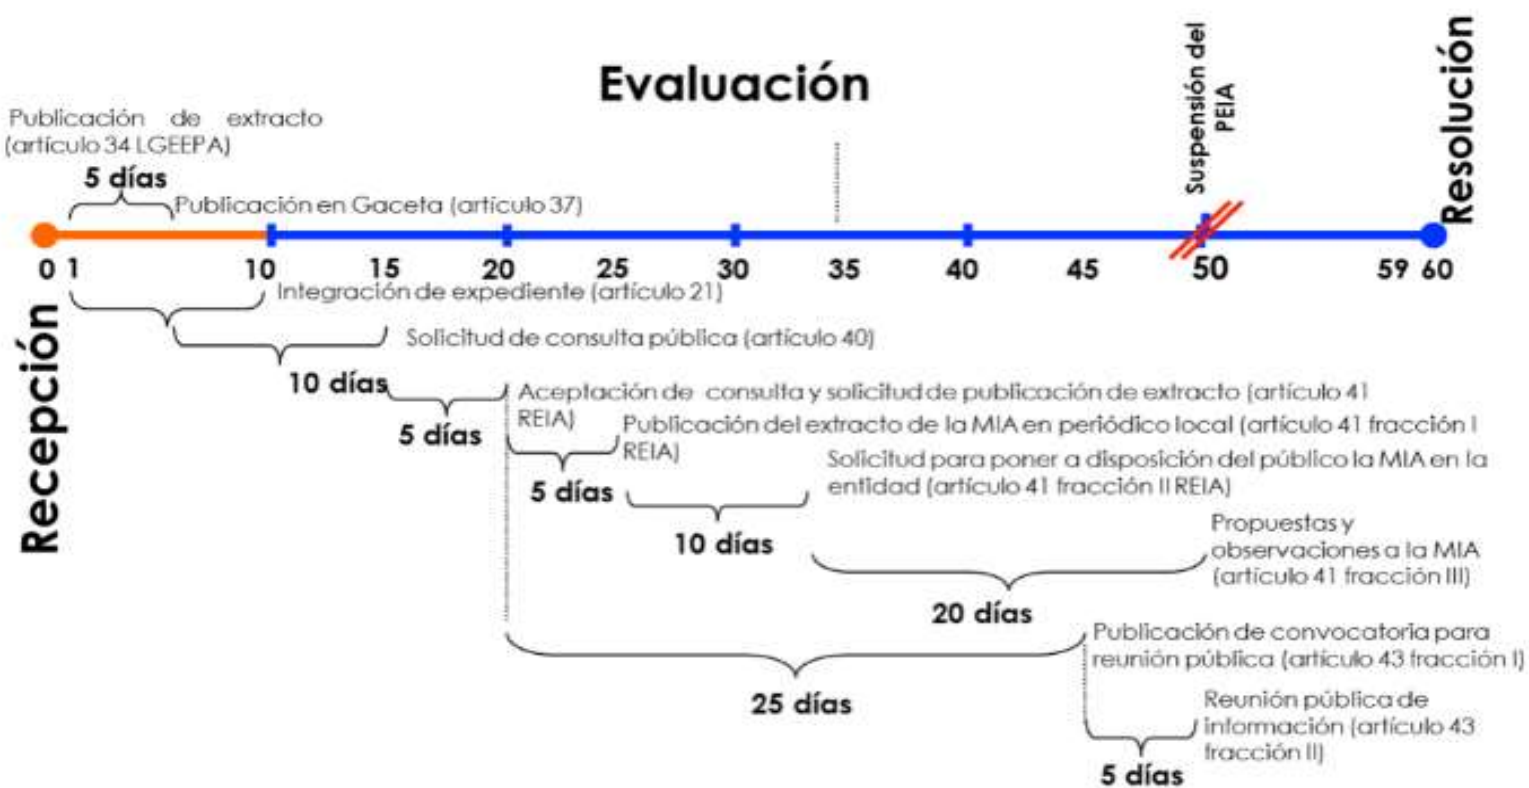 Evaluación
Suspensión del
PEIA
Resolución
Publicación de extracto
(artículo 34 LGEEPA)
5 días
Publicación en Gaceta (artículo 37)
0 1 10 15 20 25 30 35 40 45 50 59 60
Recepción
Integración de expediente (artículo 21)
Solicitud de consulta pública (artículo 40)
10 días
Aceptación de consulta y solicitud de publicación de extracto (artículo 41
REIA)
5 días
Publicación del extracto de la MIA en periódico local (artículo 41 fracción I
REIA)
5 días
Solicitud para poner a disposición del público la MIA en la
entidad (artículo 41 fracción II REIA)
10 días
Propuestas y
observaciones a la MIA
(artículo 41 fracción III)
20 días
Publicación de convocatoria para
reunión pública (artículo 43 fracción I)
25 días
Reunión pública de
información (artículo 43
fracción II)
5 días